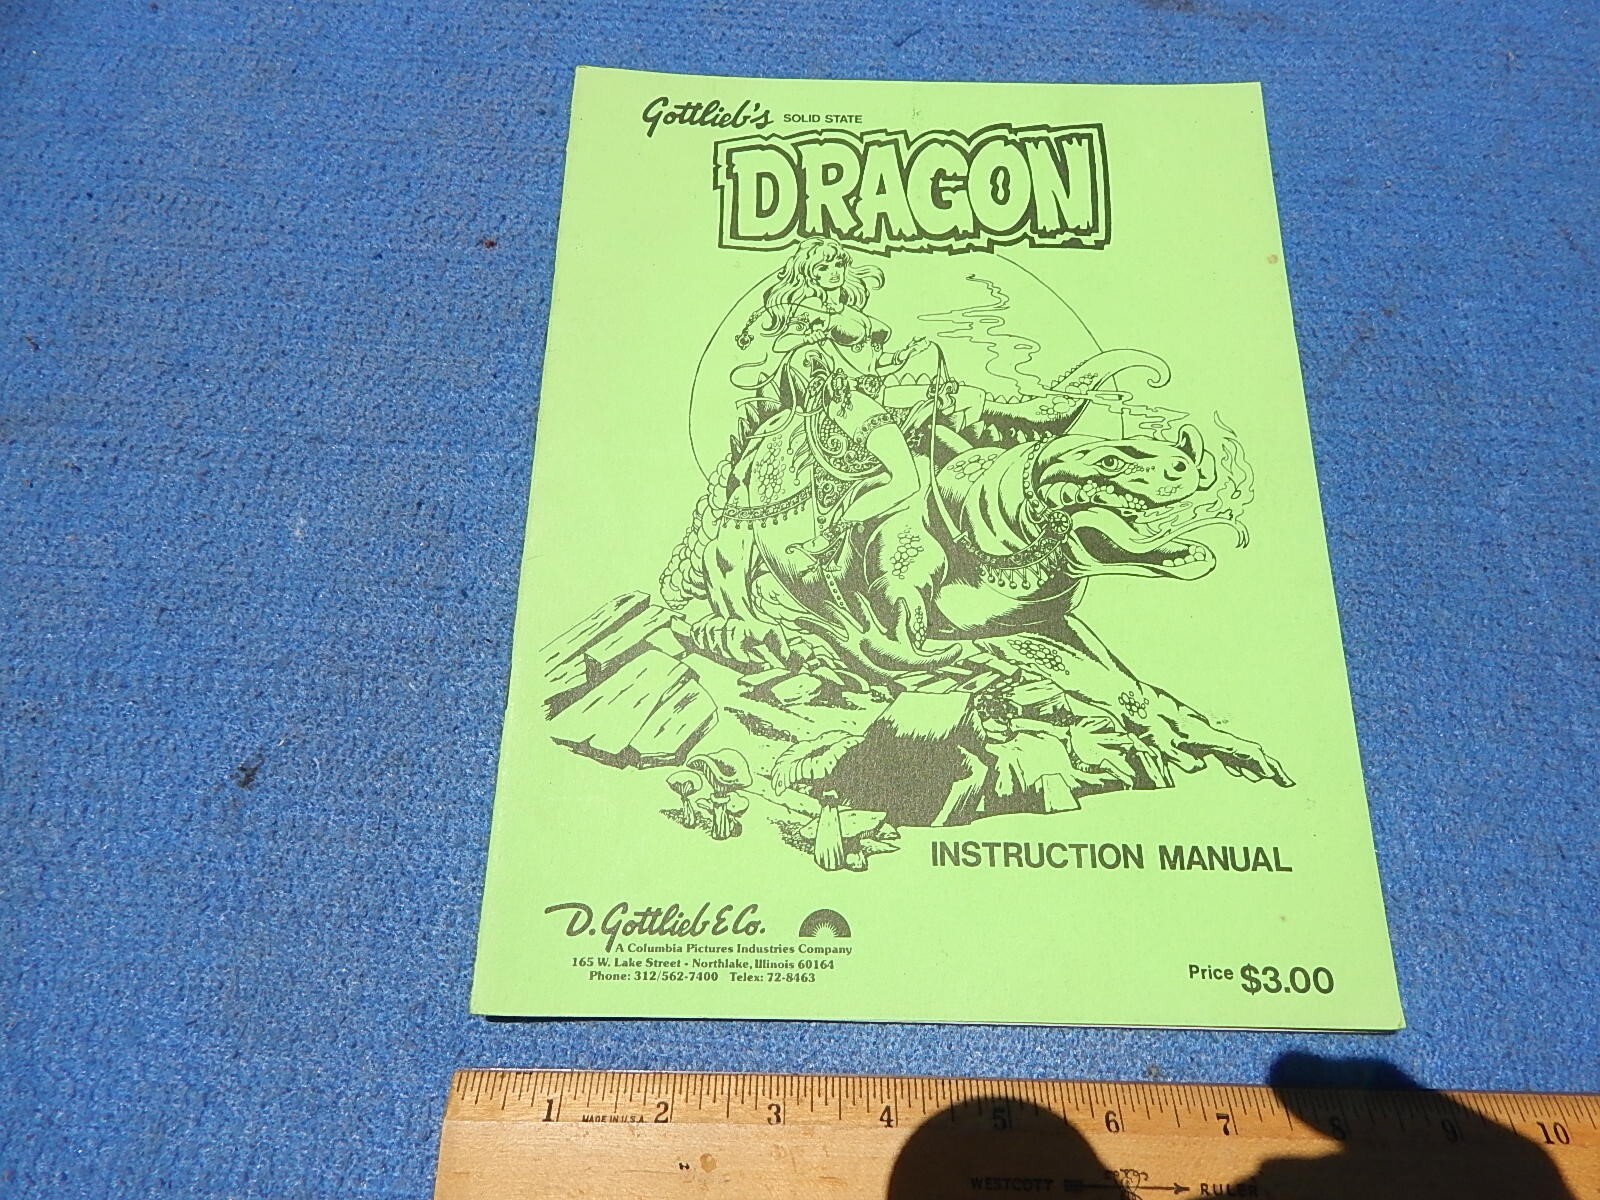 Gottlieb's SOLID STATE
DRAGON
INSTRUCTION MANUAL
D. Gottlieb & Co.
A Columbia Pictures Industries Company
165 W. Lake Street - Northlake, Illinois 60164
Phone: 312/562-7400 Telex: 72-8463
Price $3.00
1 2 3 4 5 6 7 8 9 10
MADE IN U.S.A.
WESTCOTT RULER